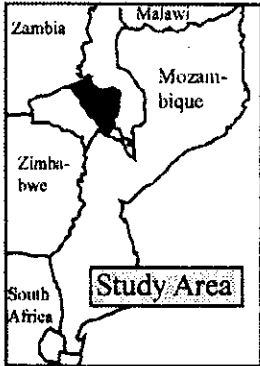 Malawi
Zambia
Mozam-
bique
Zimba-
bwe
Study Area
South
Africa